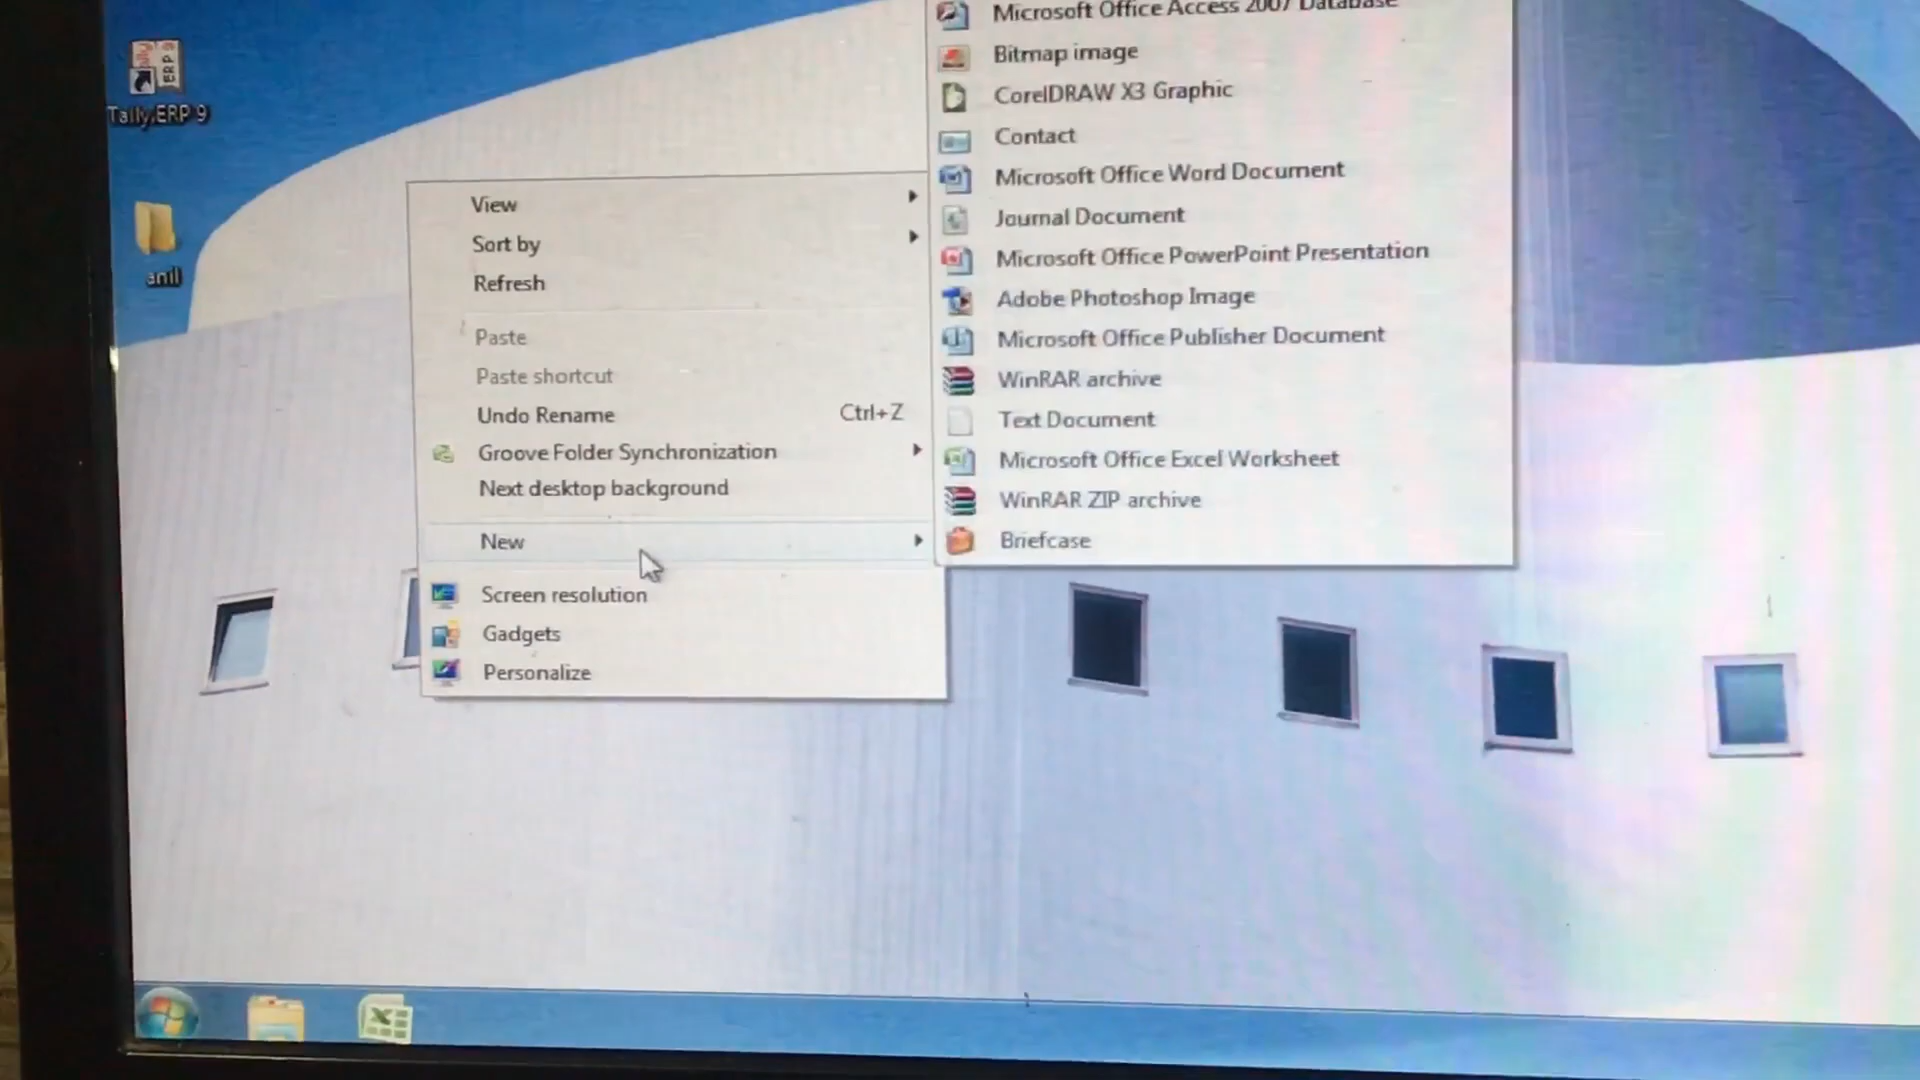 Tally.ERP 9
anil
View
Sort by
Refresh
Paste
Paste shortcut
Undo Rename Ctrl+Z
Groove Folder Synchronization
Next desktop background
New
Screen resolution
Gadgets
Personalize
Microsoft Office Access 2007 Database
Bitmap image
CorelDRAW X3 Graphic
Contact
Microsoft Office Word Document
Journal Document
Microsoft Office PowerPoint Presentation
Adobe Photoshop Image
Microsoft Office Publisher Document
WinRAR archive
Text Document
Microsoft Office Excel Worksheet
WinRAR ZIP archive
Briefcase